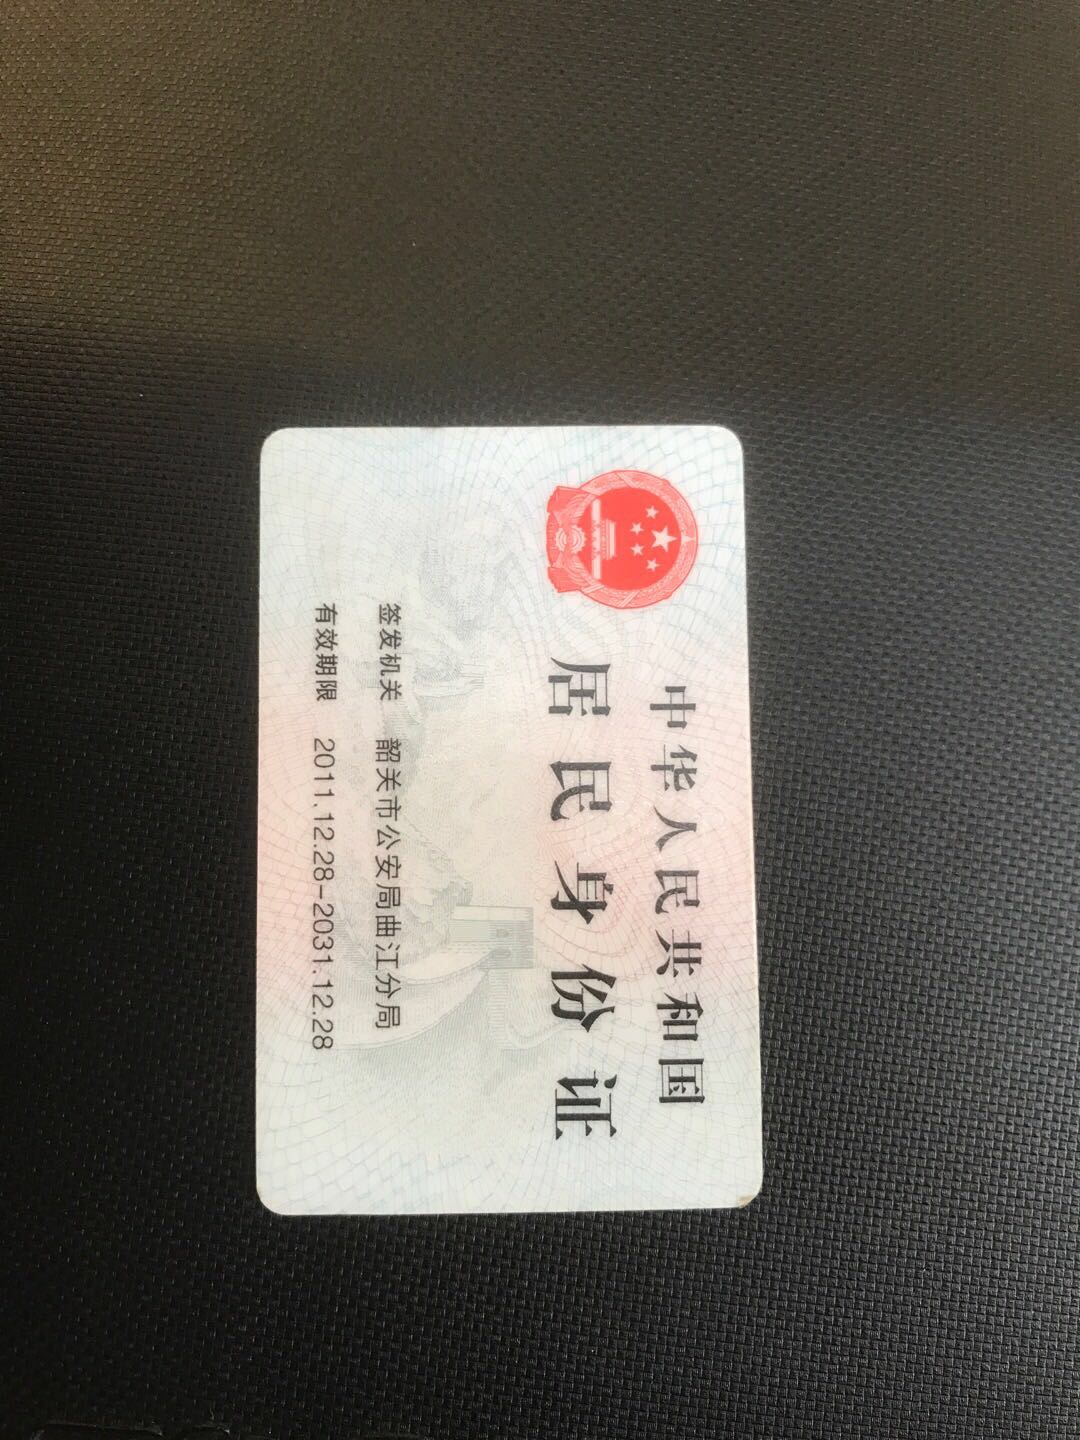 中华人民共和国
居民身份证
签发机关 韶关市公安局曲江分局
有效期限 2011.12.28-2031.12.28